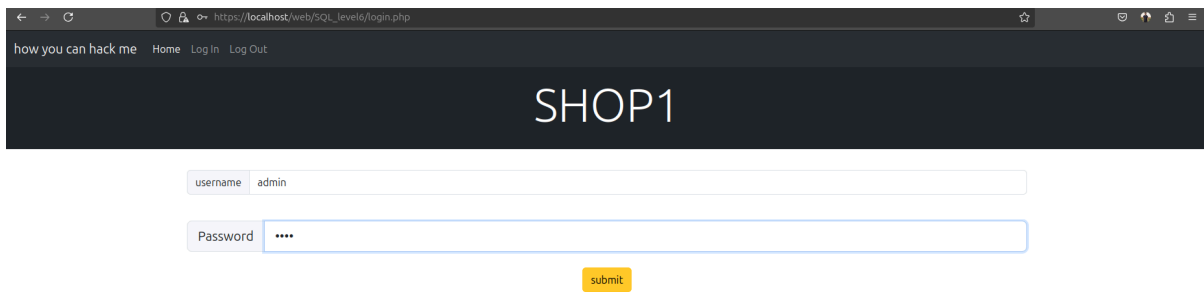 https://localhost/web/SQL_level6/login.php
how you can hack me Home Log In Log Out
SHOP1
username admin
Password ••••
submit